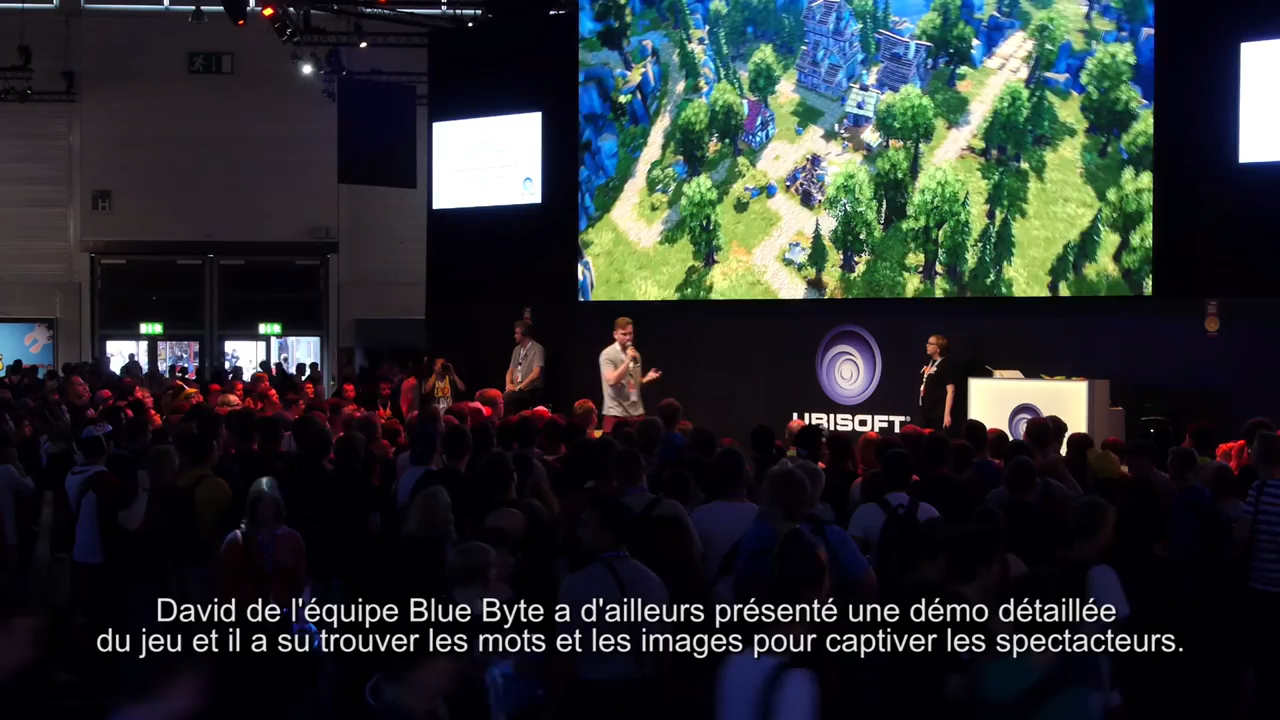 H
UBISOFT
David de l'équipe Blue Byte a d'ailleurs présenté une démo détaillée
du jeu et il a su trouver les mots et les images pour captiver les spectacteurs.